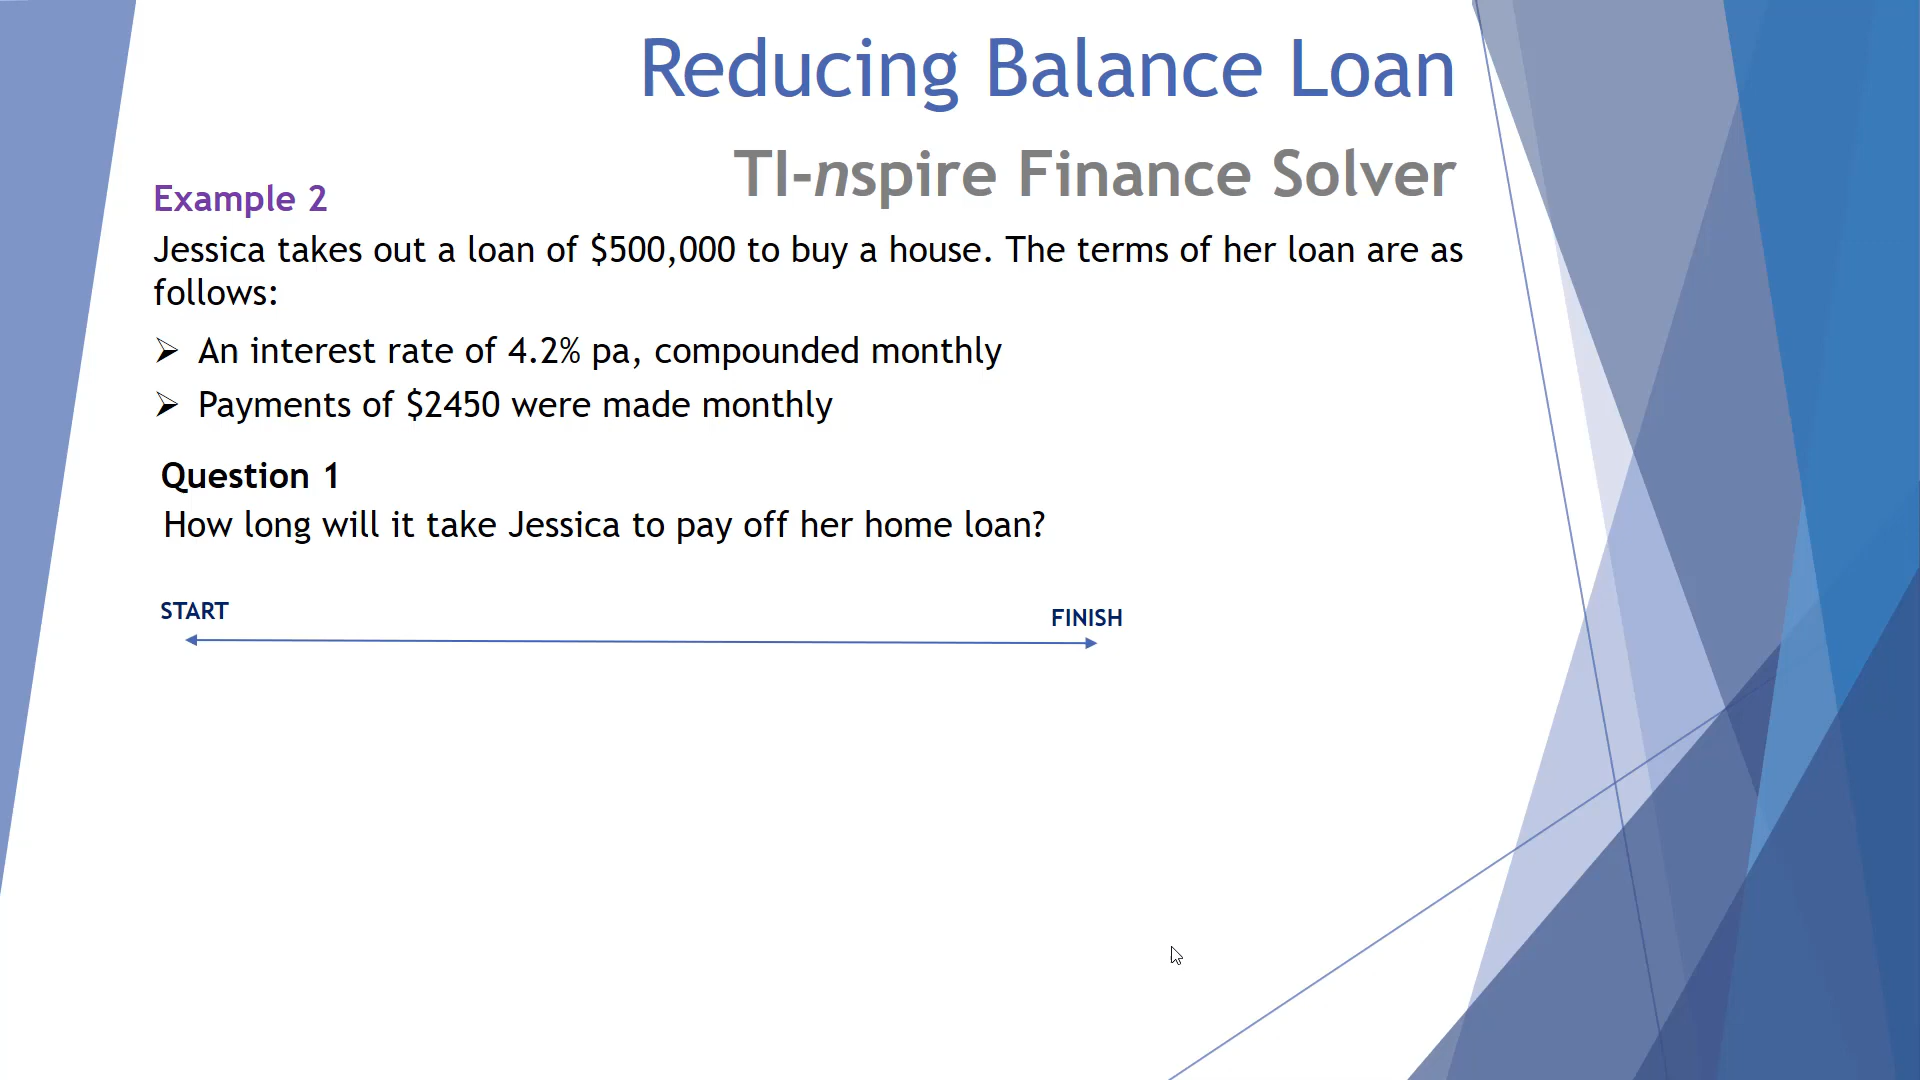 Reducing Balance Loan
TI-nspire Finance Solver
Example 2
Jessica takes out a loan of $500,000 to buy a house. The terms of her loan are as
follows:
➢ An interest rate of 4.2% pa, compounded monthly
➢ Payments of $2450 were made monthly
Question 1
How long will it take Jessica to pay off her home loan?
START
FINISH